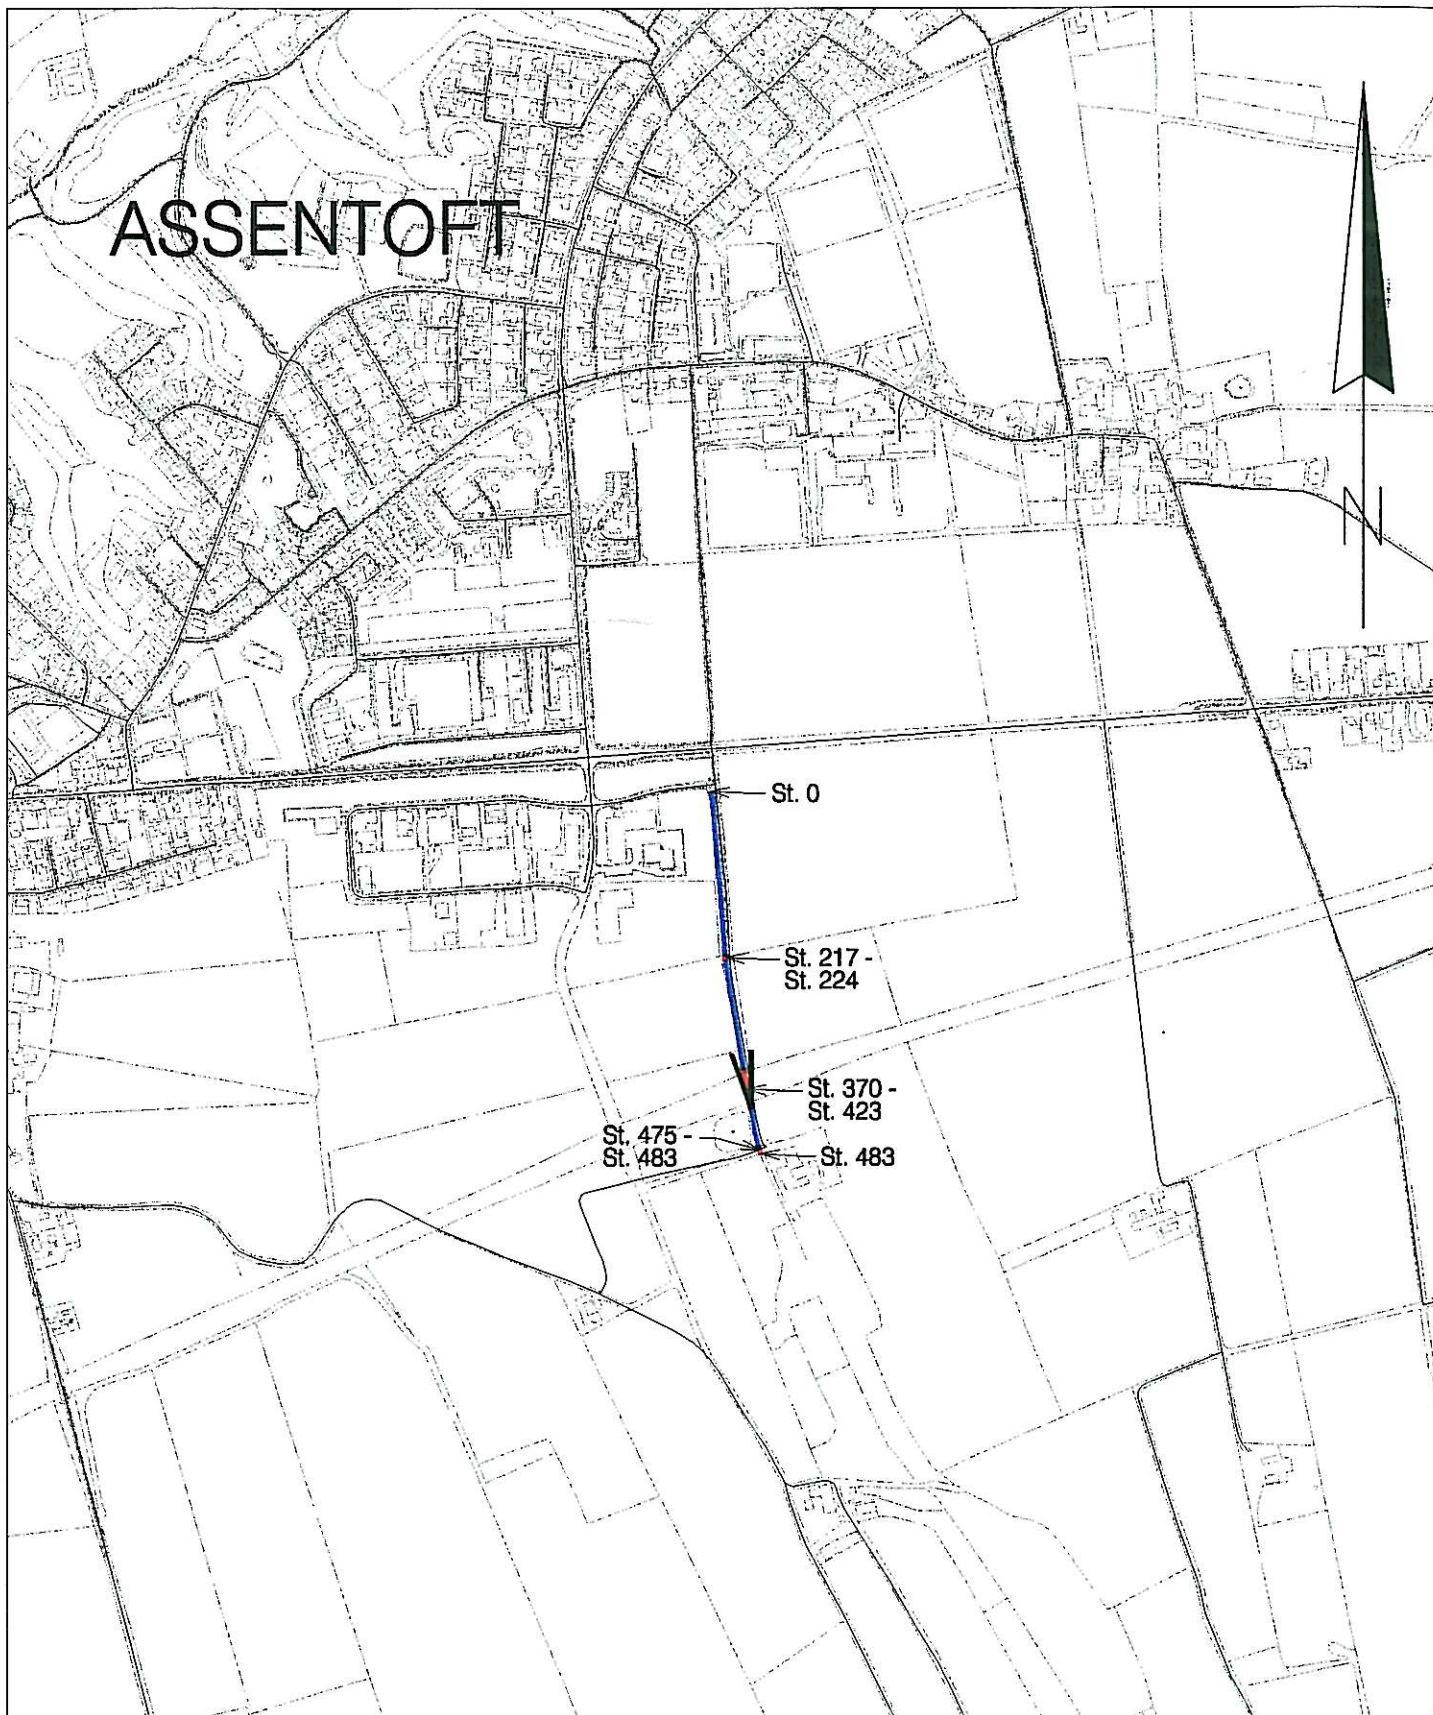 ASSENTOFT
N
St. 0
St. 217 -
St. 224
St. 370 -
St. 423
St. 475 -
St. 483
St. 483